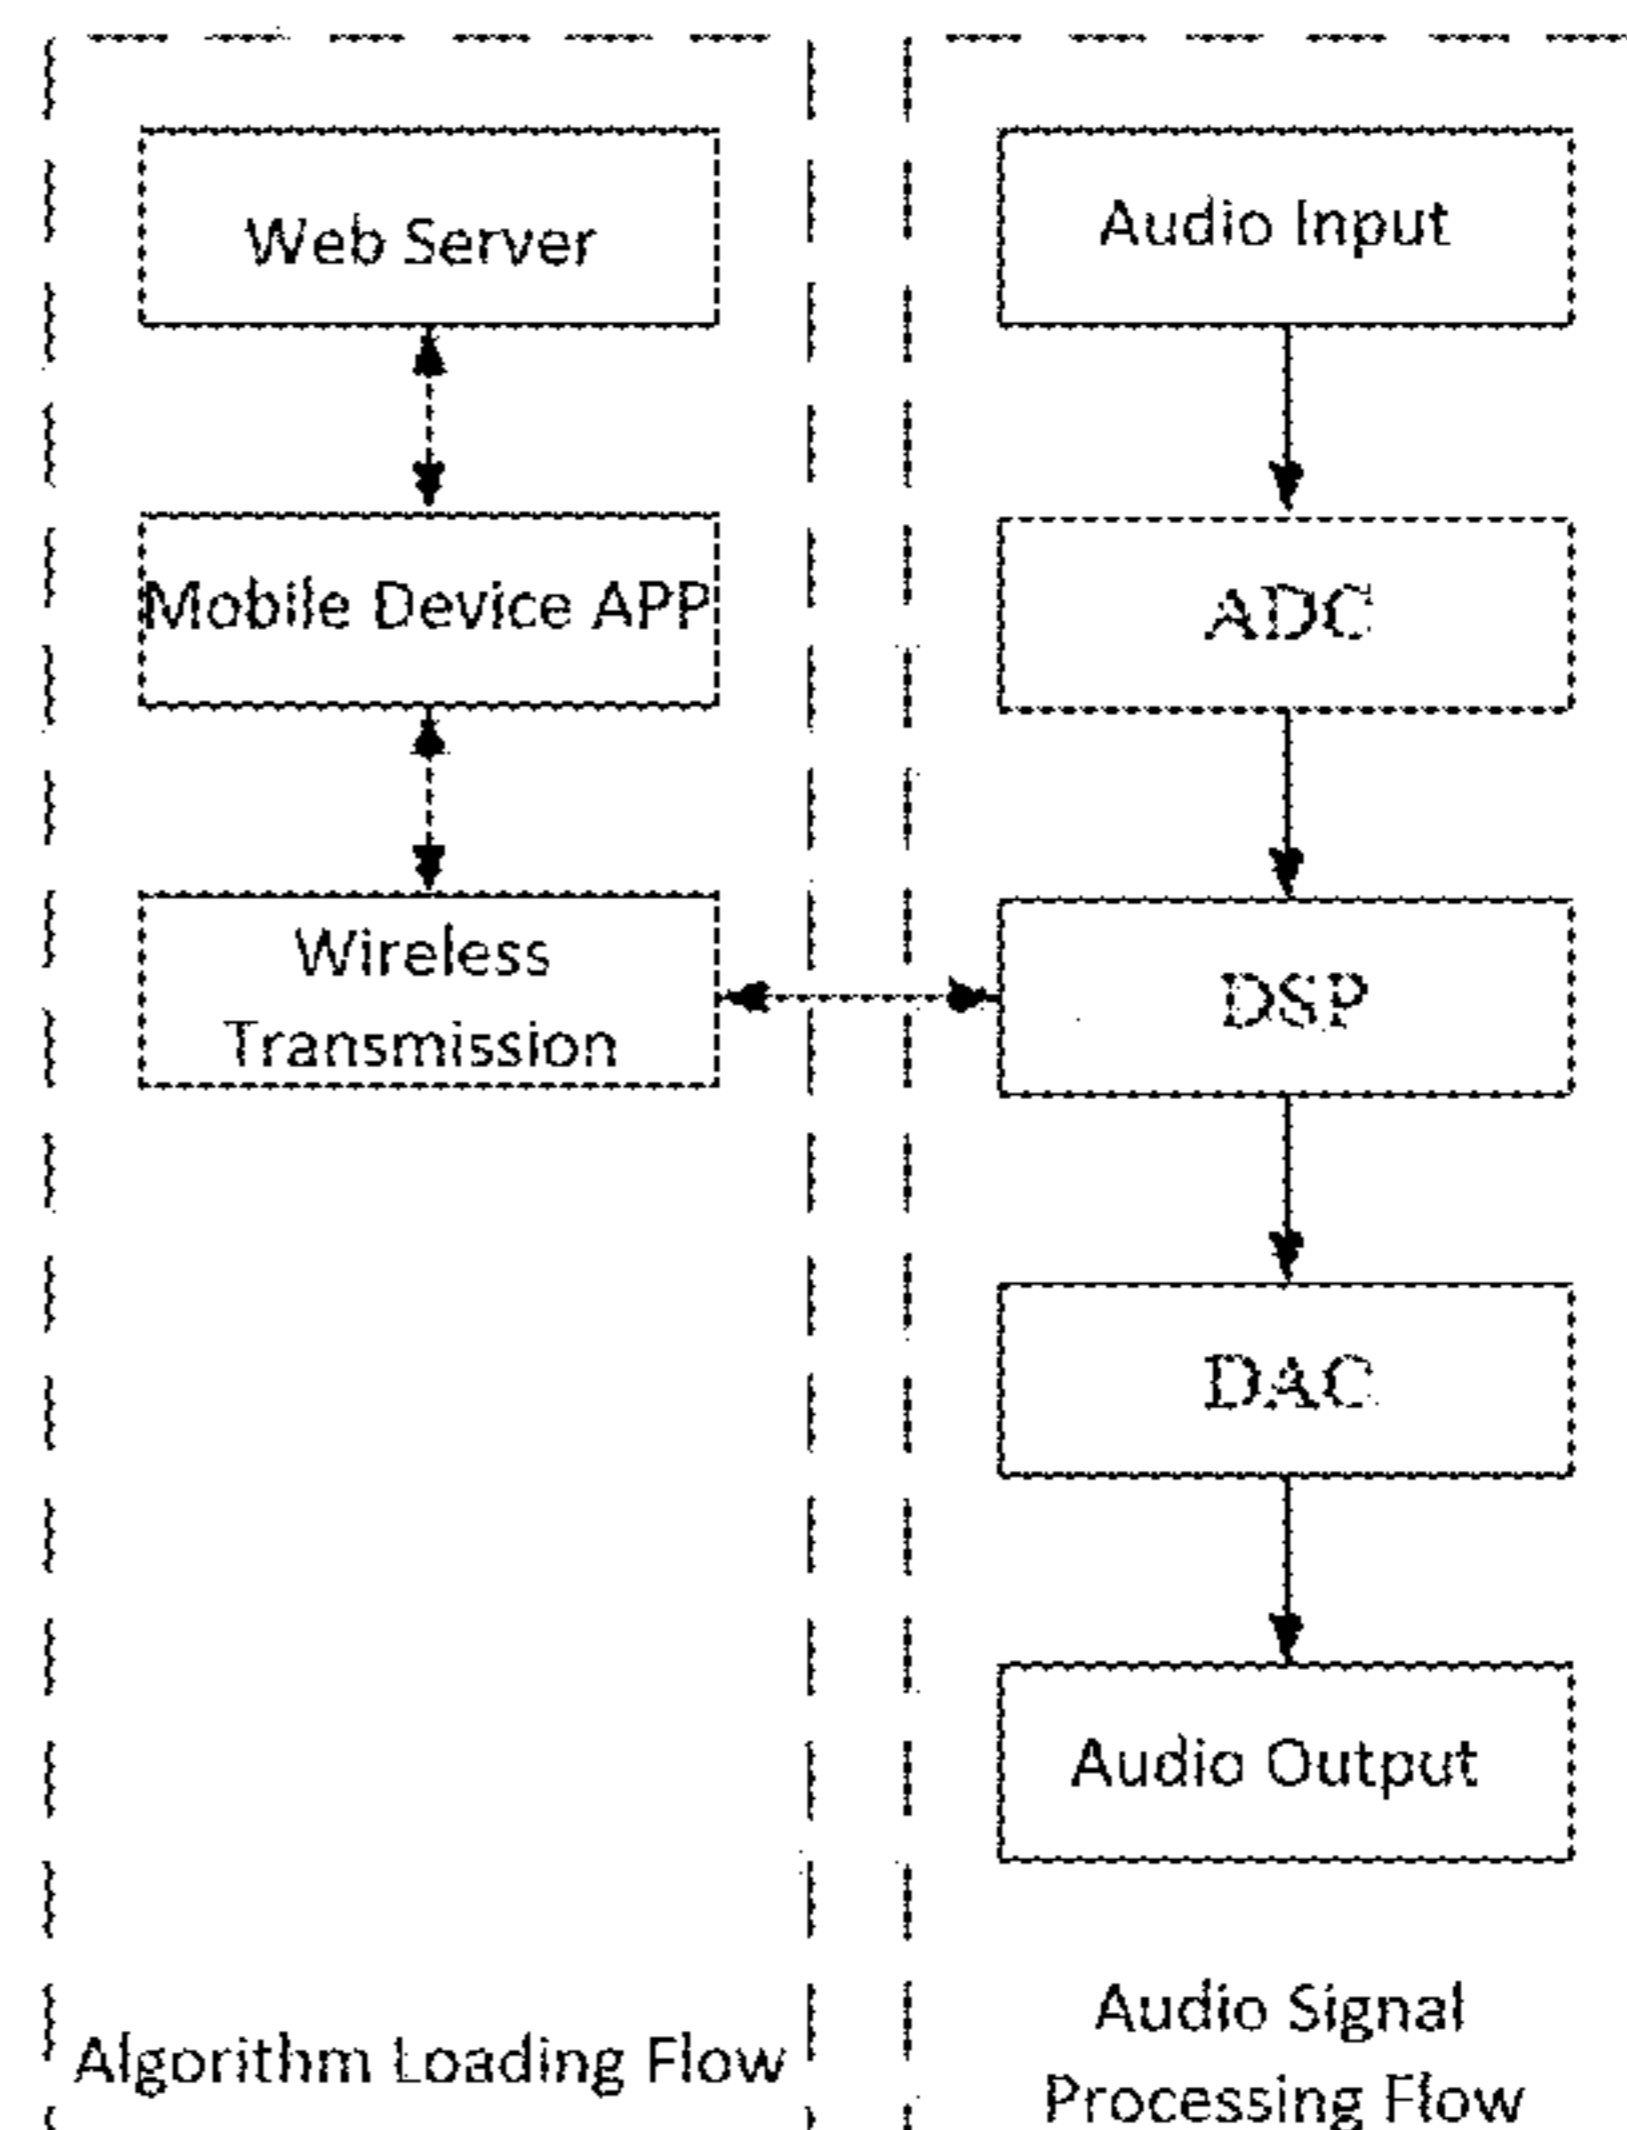 Web Server
Mobile Device APP
Wireless
Transmission
Algorithm Loading Flow
Audio Input
ADC
DSP
DAC
Audio Output
Audio Signal
Processing Flow